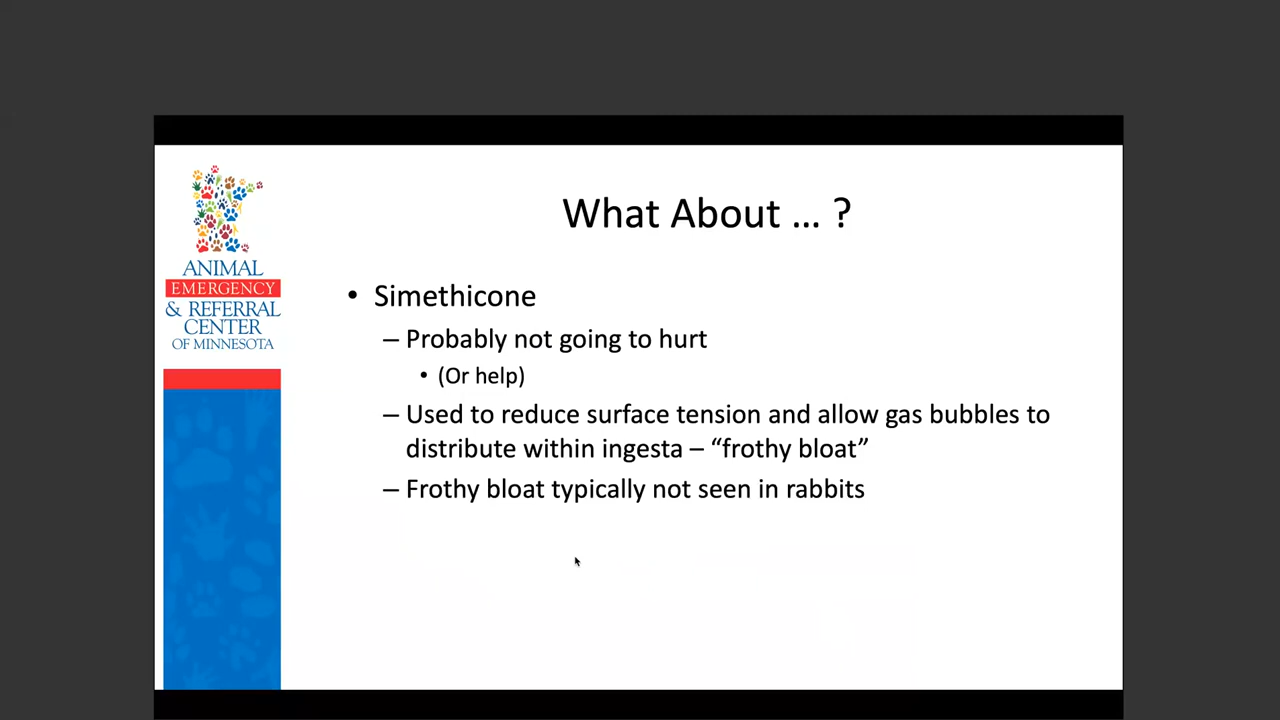 What About ... ?
ANIMAL
EMERGENCY
& REFERRAL
CENTER
OF MINNESOTA
• Simethicone
– Probably not going to hurt
• (Or help)
– Used to reduce surface tension and allow gas bubbles to
distribute within ingesta – “frothy bloat”
– Frothy bloat typically not seen in rabbits